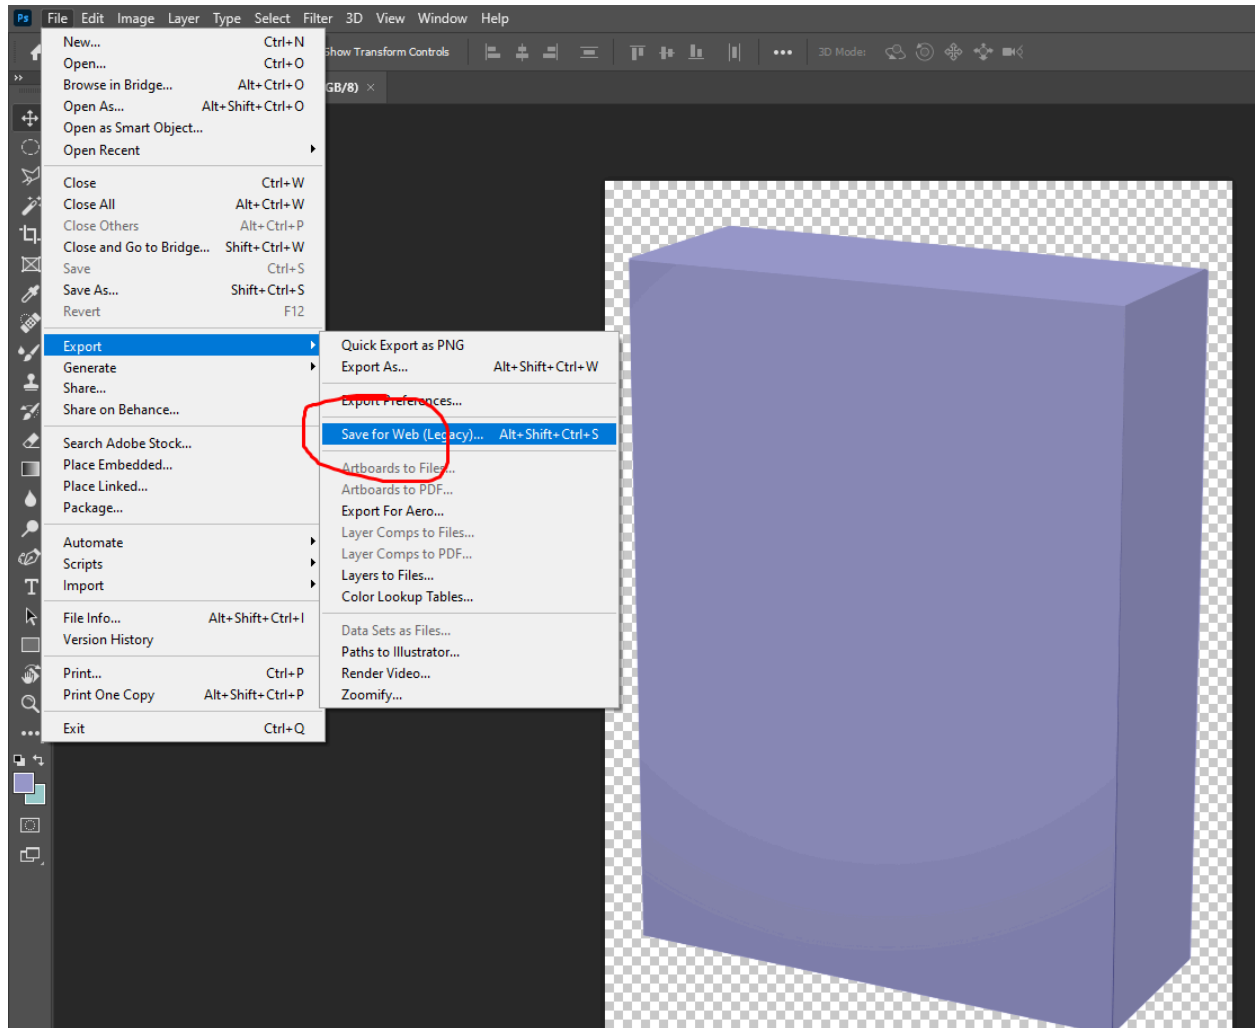 Ps File Edit Image Layer Type Select Filter 3D View Window Help
Show Transform Controls ••• 3D Mode:
GB/8) ×
New... Ctrl+N
Open... Ctrl+O
Browse in Bridge... Alt+Ctrl+O
Open As... Alt+Shift+Ctrl+O
Open as Smart Object...
Open Recent
Close Ctrl+W
Close All Alt+Ctrl+W
Close Others Alt+Ctrl+P
Close and Go to Bridge... Shift+Ctrl+W
Save Ctrl+S
Save As... Shift+Ctrl+S
Revert F12
Export
Generate
Share...
Share on Behance...
Search Adobe Stock...
Place Embedded...
Place Linked...
Package...
Automate
Scripts
Import
File Info... Alt+Shift+Ctrl+I
Version History
Print... Ctrl+P
Print One Copy Alt+Shift+Ctrl+P
Exit Ctrl+Q
Quick Export as PNG
Export As... Alt+Shift+Ctrl+W
Export Preferences...
Save for Web (Legacy)... Alt+Shift+Ctrl+S
Artboards to Files...
Artboards to PDF...
Export For Aero...
Layer Comps to Files...
Layer Comps to PDF...
Layers to Files...
Color Lookup Tables...
Data Sets as Files...
Paths to Illustrator...
Render Video...
Zoomify...